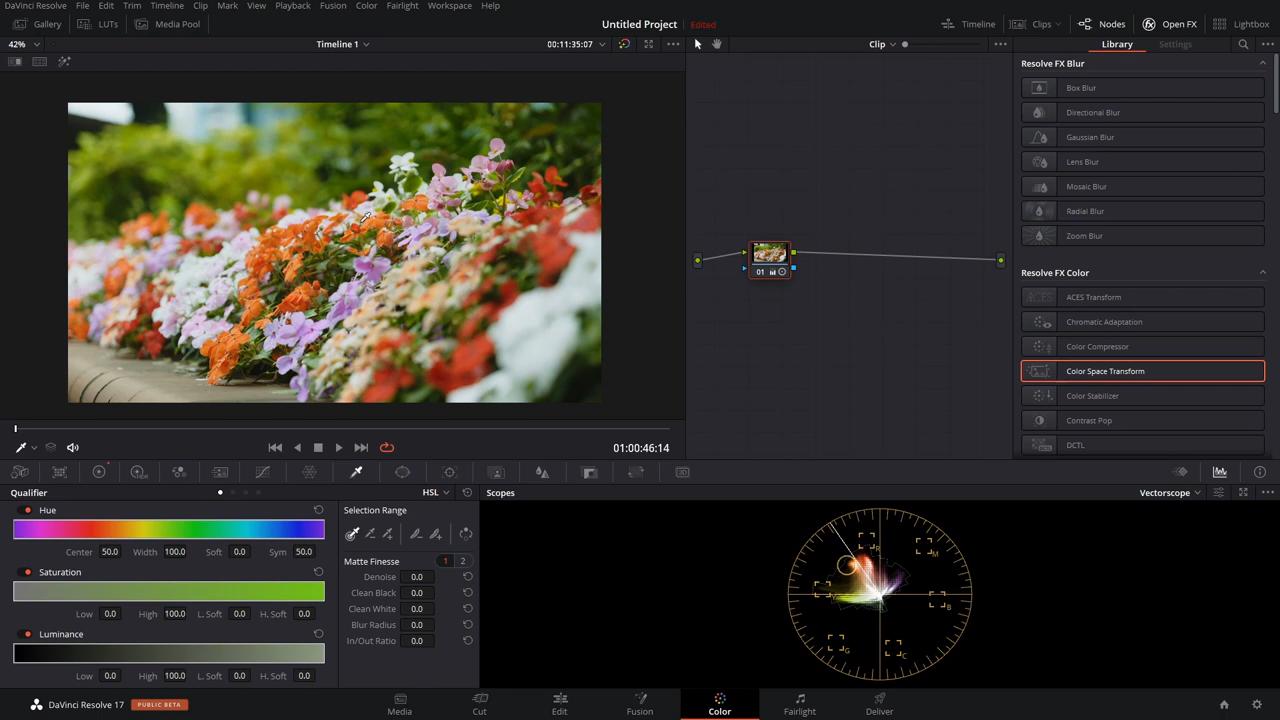 DaVinci Resolve File Edit Trim Timeline Clip Mark View Playback Fusion Color Fairlight Workspace Help
Gallery LUTs Media Pool Untitled Project Edited Timeline Clips Nodes Open FX Lightbox
42% Timeline 1 00:11:35:07 Clip Library Settings
Resolve FX Blur
Box Blur
Directional Blur
Gaussian Blur
Lens Blur
Mosaic Blur
Radial Blur
Zoom Blur
Resolve FX Color
ACES Transform
Chromatic Adaptation
Color Compressor
Color Space Transform
Color Stabilizer
Contrast Pop
DCTL
01
01:00:46:14
Qualifier HSL
Hue
Center 50.0 Width 100.0 Soft 0.0 Sym 50.0
Saturation
Low 0.0 High 100.0 L. Soft 0.0 H. Soft 0.0
Luminance
Low 0.0 High 100.0 L. Soft 0.0 H. Soft 0.0
Selection Range
Matte Finesse 1 2
Denoise 0.0
Clean Black 0.0
Clean White 0.0
Blur Radius 0.0
In/Out Ratio 0.0
Scopes Vectorscope
R M
Y B
G C
DaVinci Resolve 17 PUBLIC BETA Media Cut Edit Fusion Color Fairlight Deliver